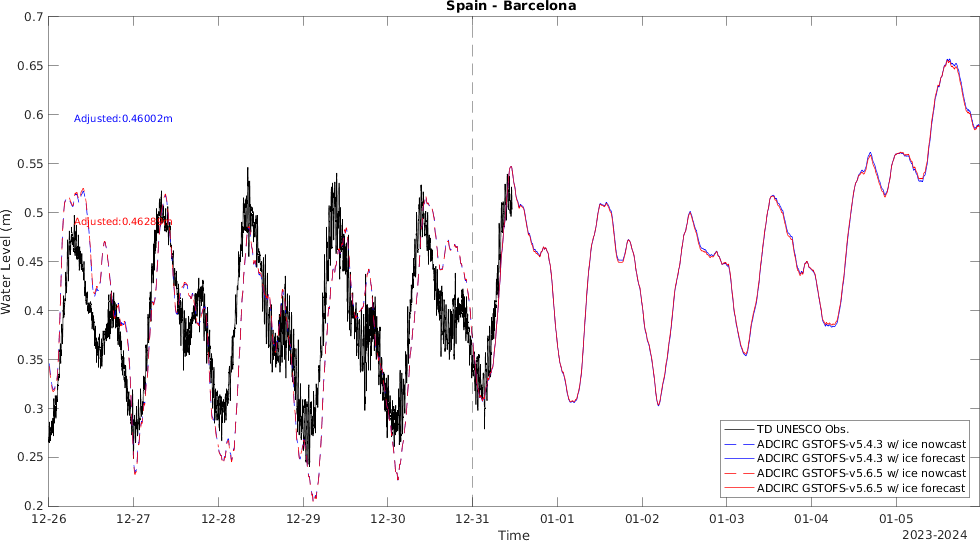 Spain - Barcelona
0.7
0.65
0.6
0.55
0.5
0.45
0.4
0.35
0.3
0.25
0.2
Water Level (m)
Adjusted:0.46002m
TD UNESCO Obs.
ADCIRC GSTOFS-v5.4.3 w/ ice nowcast
ADCIRC GSTOFS-v5.4.3 w/ ice forecast
ADCIRC GSTOFS-v5.6.5 w/ ice nowcast
ADCIRC GSTOFS-v5.6.5 w/ ice forecast
12-26 12-27 12-28 12-29 12-30 12-31 01-01 01-02 01-03 01-04 01-05
Time
2023-2024